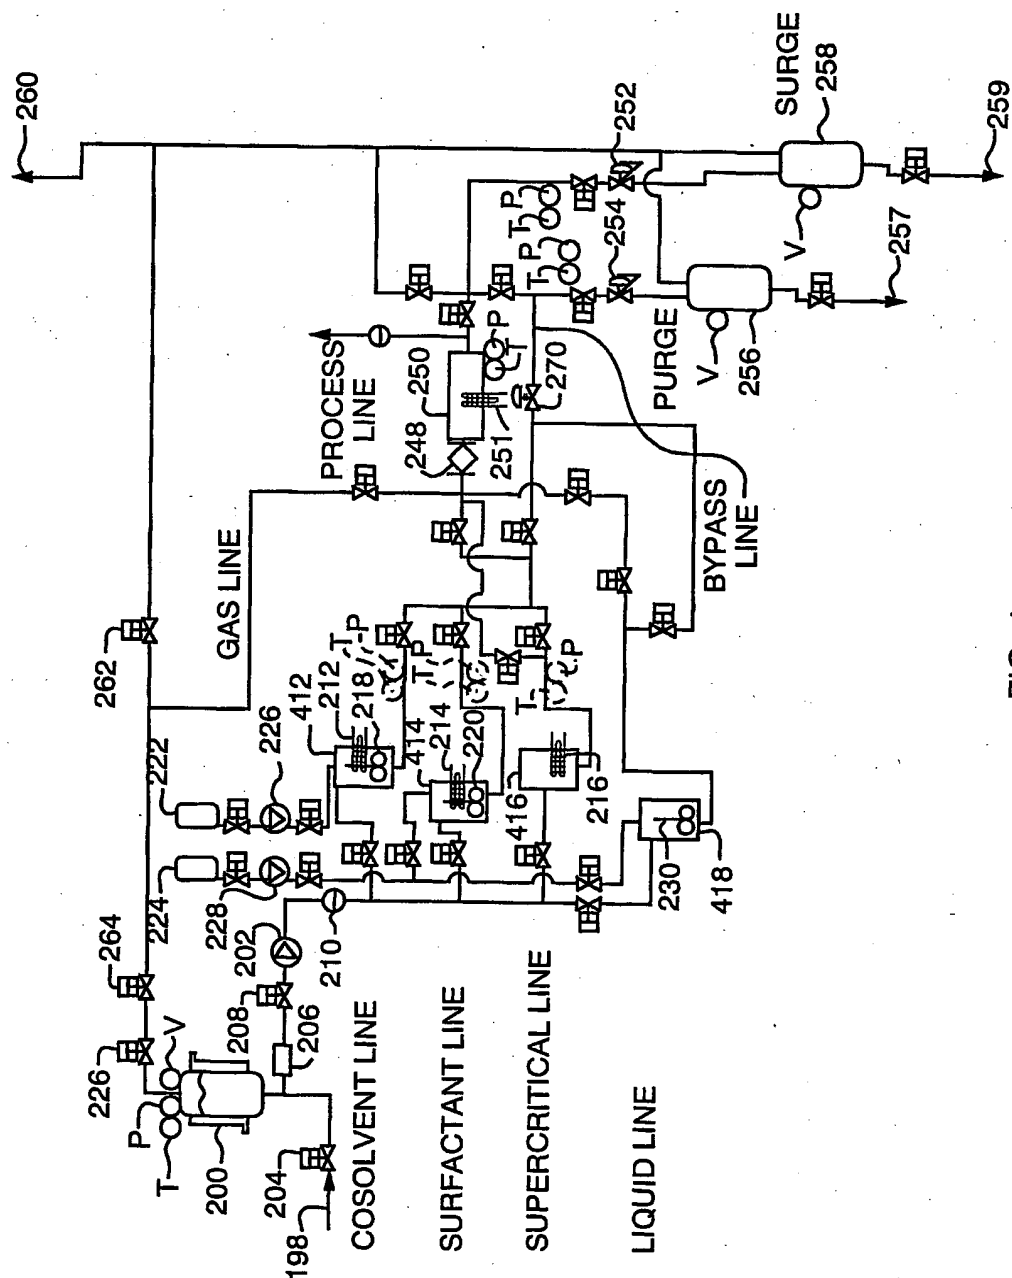 260
252
SURGE
258
259
P
T
P
T
254
V
257
PROCESS
LINE
250
P
T
270
PURGE
V
256
248
251
BYPASS
LINE
GAS LINE
262
T
P
412
212
218
T
P
414
214
220
T
P
416
216
222
226
224
228
230
418
264
202
210
226
V
P
T
208
206
200
204
198
COSOLVENT LINE
SURFACTANT LINE
SUPERCRITICAL LINE
LIQUID LINE